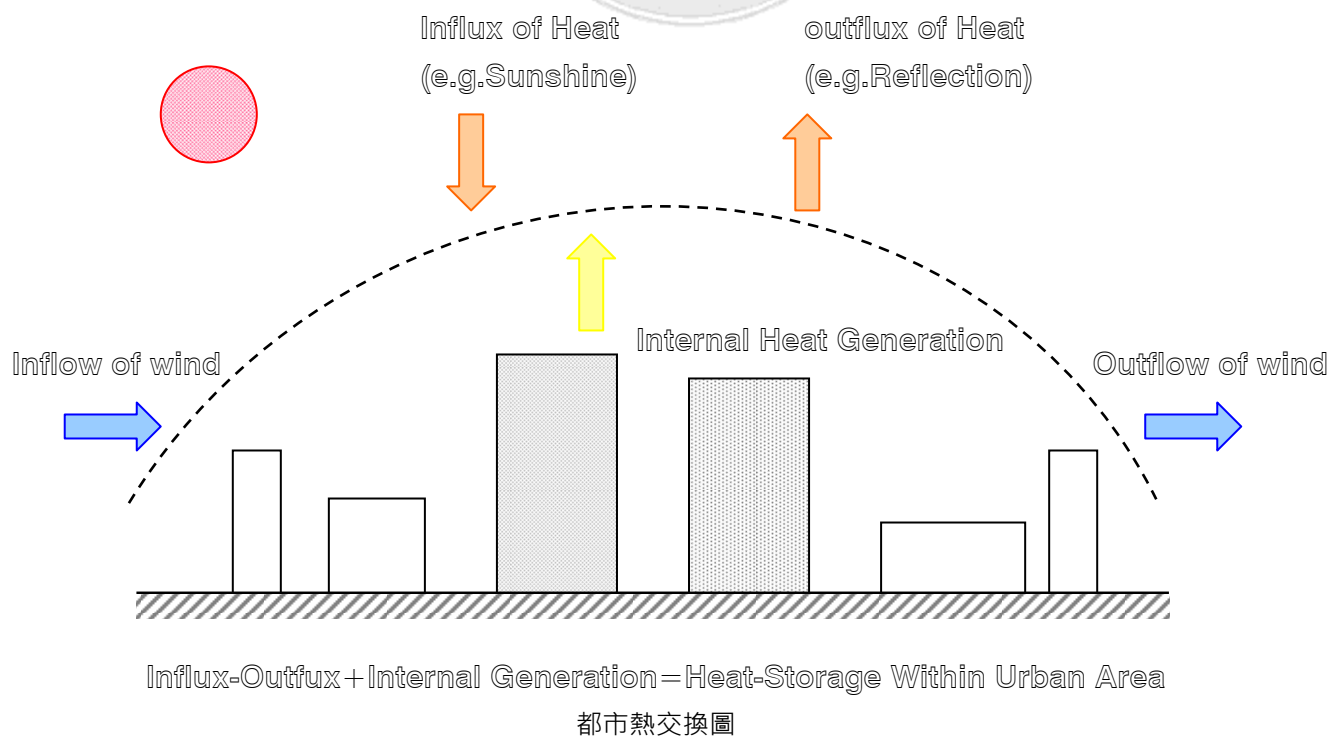 Influx of Heat
(e.g.Sunshine)
outflux of Heat
(e.g.Reflection)
Internal Heat Generation
Inflow of wind
Outflow of wind
Influx-Outfux+Internal Generation=Heat-Storage Within Urban Area
都市熱交換圖